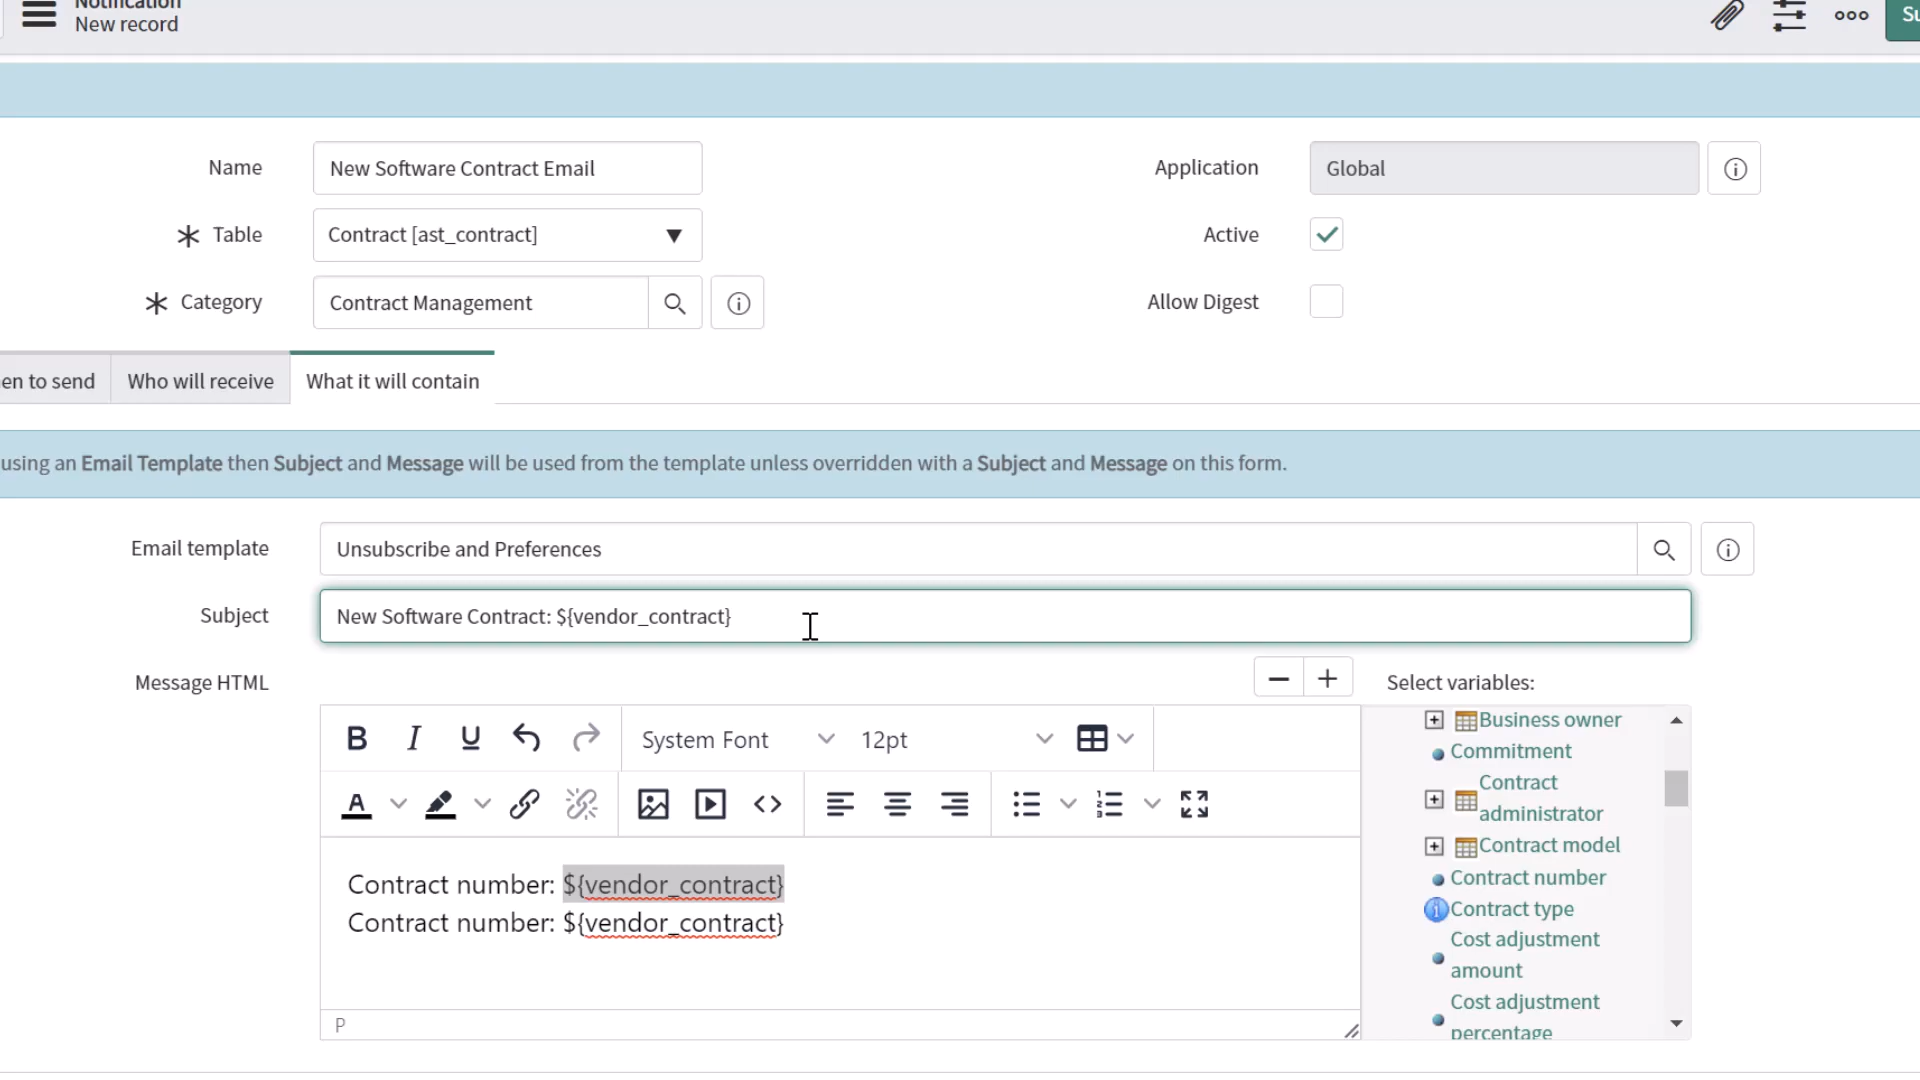 Notification
New record
Name
New Software Contract Email
Application
Global
Table
Contract [ast_contract]
Active
Category
Contract Management
Allow Digest
to send
Who will receive
What it will contain
using an Email Template then Subject and Message will be used from the template unless overridden with a Subject and Message on this form.
Email template
Unsubscribe and Preferences
Subject
New Software Contract: ${vendor_contract}
Message HTML
Select variables:
B I U
System Font
12pt
A
Contract number: ${vendor_contract}
Contract number: ${vendor_contract}
P
Business owner
Commitment
Contract
administrator
Contract model
Contract number
Contract type
Cost adjustment
amount
Cost adjustment
percentage